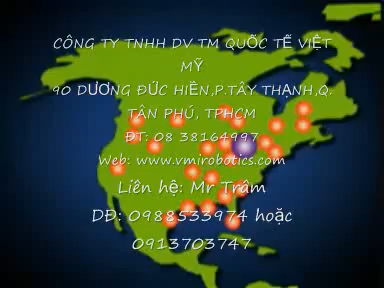 CÔNG TY TNHH DV TM QUỐC TẾ VIỆT
MỸ
90 DƯƠNG ĐỨC HIỀN,P.TÂY THẠNH,Q.
TÂN PHÚ, TPHCM
ĐT: 08 38164997
Web: www.vmirobotics.com
Liên hệ: Mr Trâm
DĐ: 0988533974 hoặc
0913703747